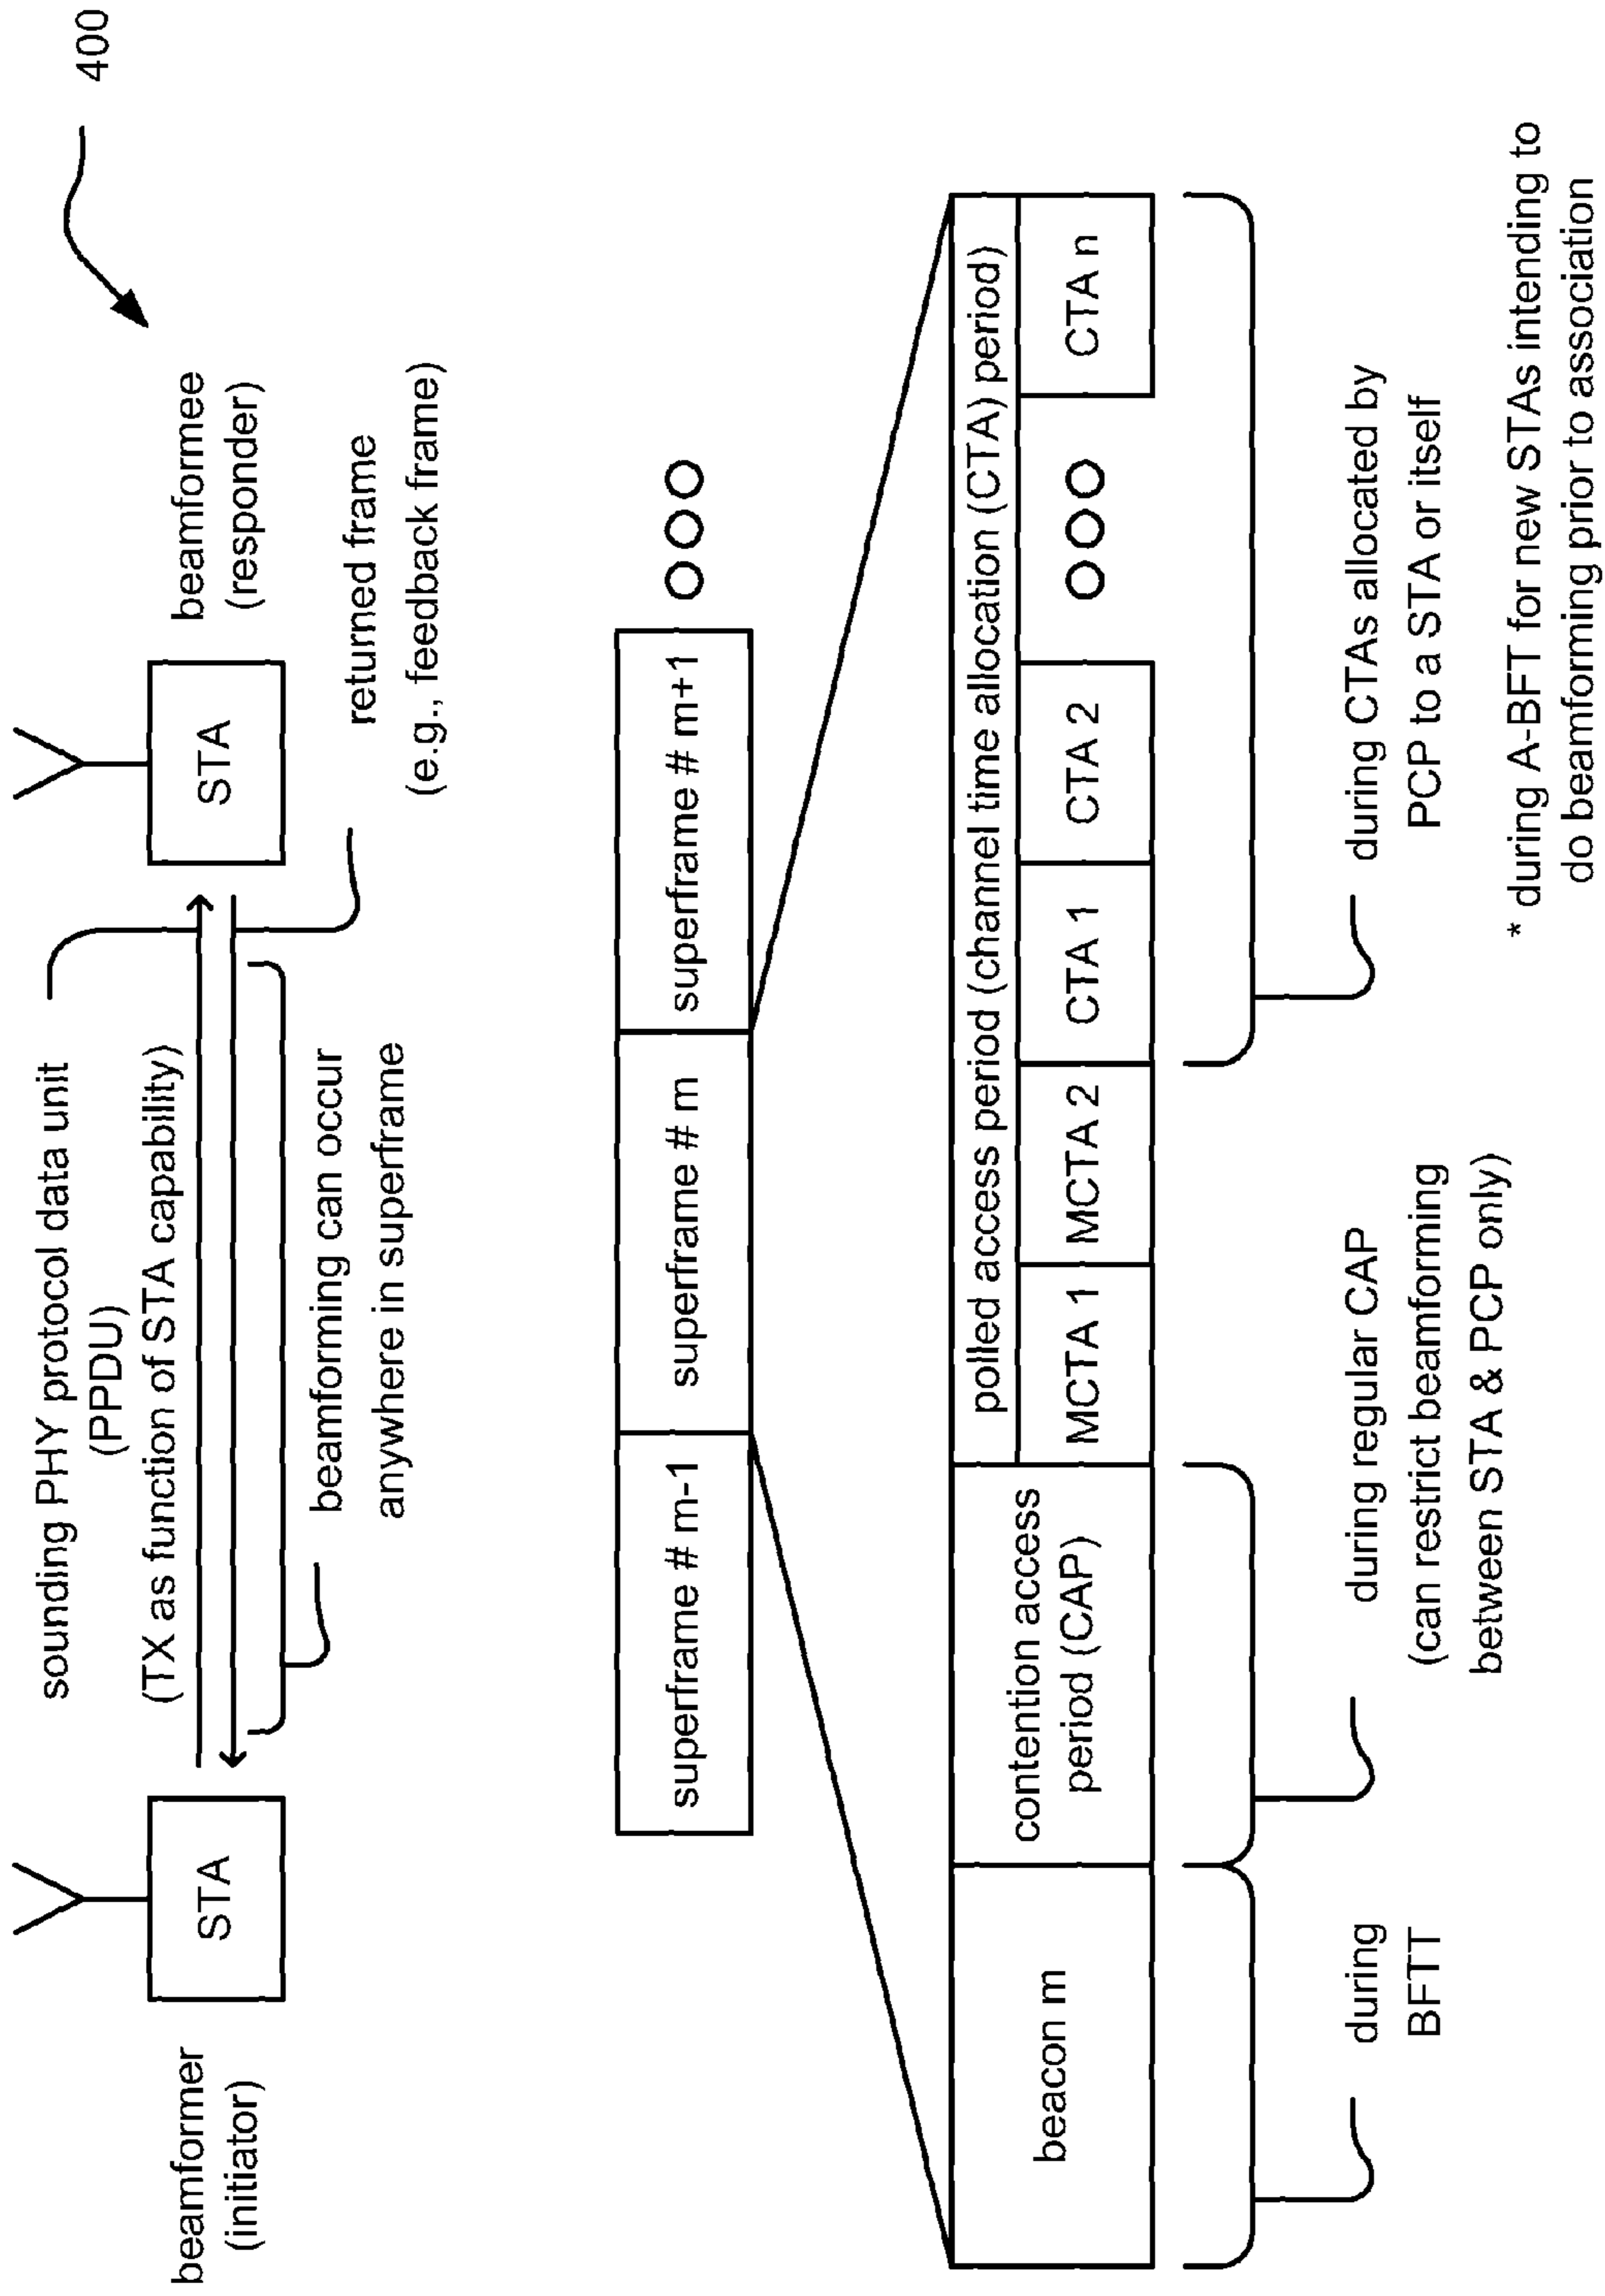 400
beamformer
(initiator)
STA
sounding PHY protocol data unit
(PPDU)
(TX as function of STA capability)
beamforming can occur
anywhere in superframe
STA
beamformee
(responder)
returned frame
(e.g., feedback frame)
superframe # m-1
superframe # m
superframe # m+1
beacon m
contention access
period (CAP)
polled access period (channel time allocation (CTA) period)
MCTA 1
MCTA 2
CTA 1
CTA 2
CTA n
during
BFTT
during regular CAP
(can restrict beamforming
between STA & PCP only)
during CTAs allocated by
PCP to a STA or itself
* during A-BFT for new STAs intending to
do beamforming prior to association